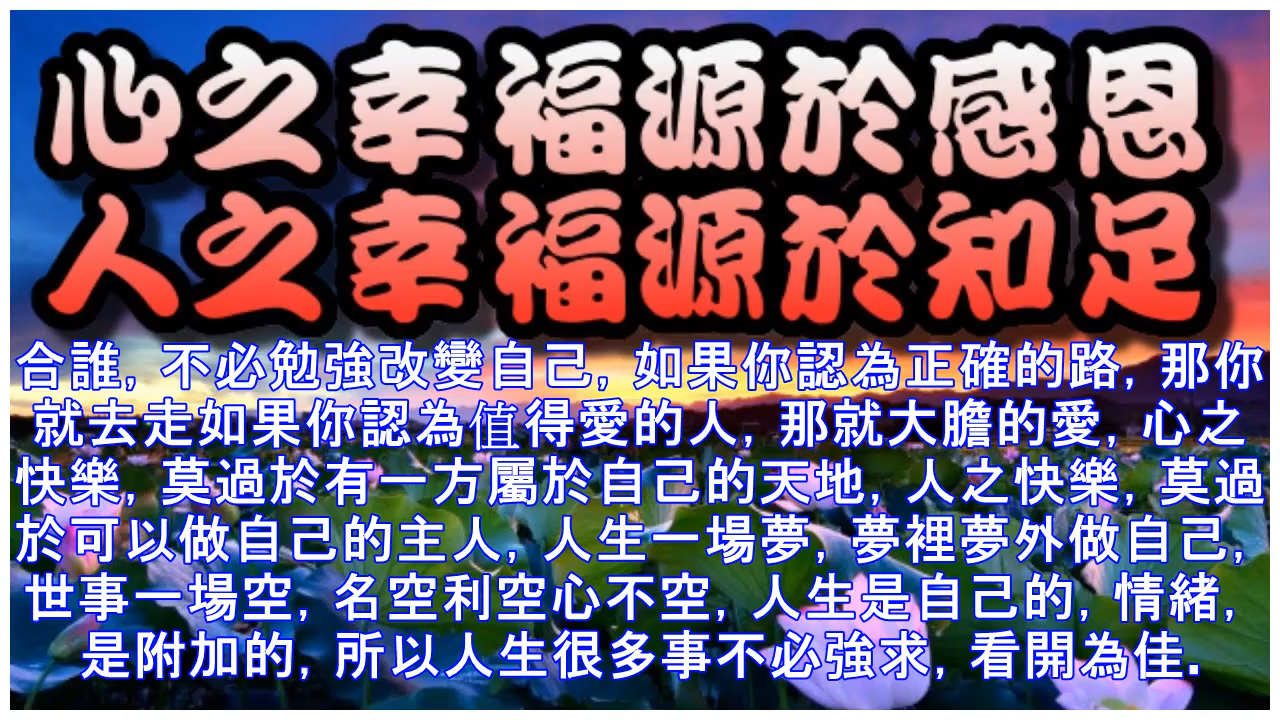 心之幸福源於感恩
人之幸福源於知足
合誰, 不必勉強改變自己, 如果你認為正確的路, 那你
就去走如果你認為值得愛的人, 那就大膽的愛, 心之
快樂, 莫過於有一方屬於自己的天地, 人之快樂, 莫過
於可以做自己的主人, 人生一場夢, 夢裡夢外做自己,
世事一場空, 名空利空心不空, 人生是自己的, 情緒,
是附加的, 所以人生很多事不必強求, 看開為佳.